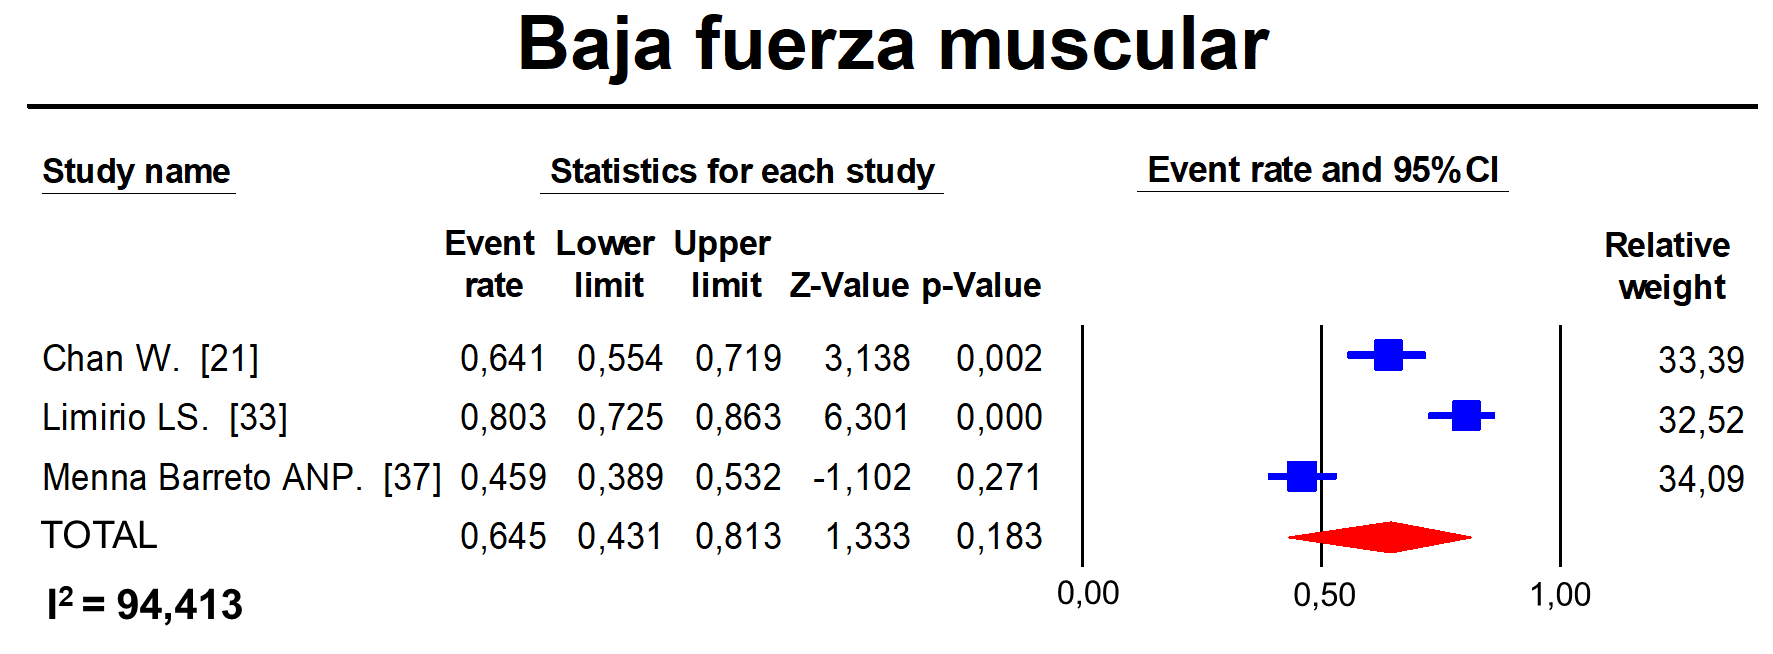 Baja fuerza muscular
Study name Statistics for each study Event rate and 95% CI
Event Lower Upper Relative
rate limit limit Z-Value p-Value weight
Chan W. [21] 0,641 0,554 0,719 3,138 0,002 33,39
Limirio LS. [33] 0,803 0,725 0,863 6,301 0,000 32,52
Menna Barreto ANP. [37] 0,459 0,389 0,532 -1,102 0,271 34,09
TOTAL 0,645 0,431 0,813 1,333 0,183
0,00 0,50 1,00
I² = 94,413